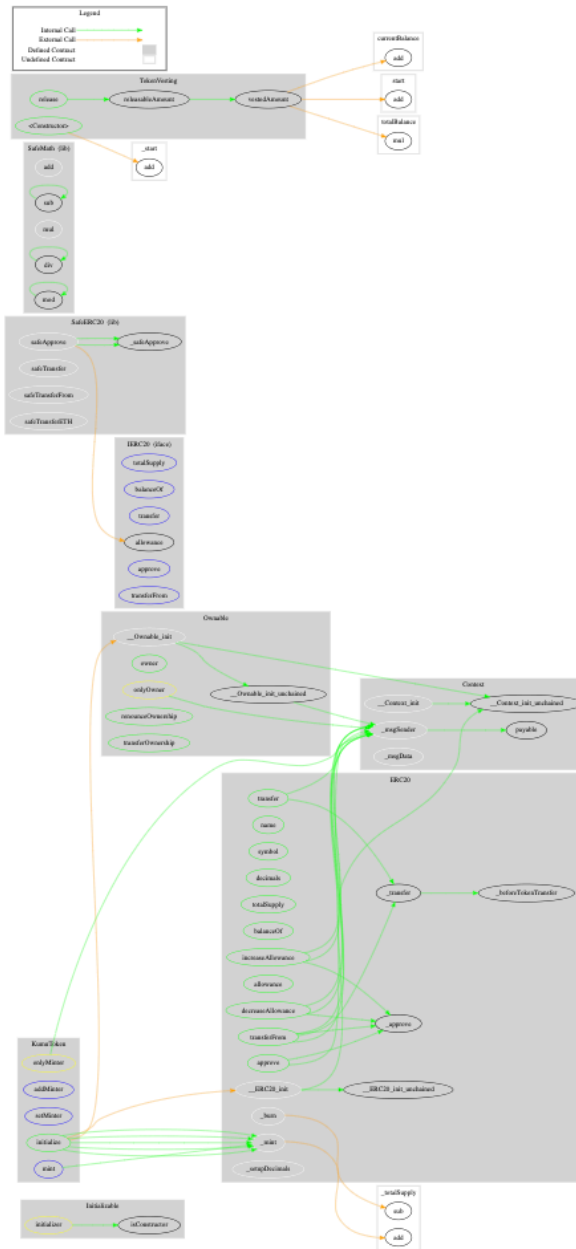 Legend
Internal Call
External Call
Defined Contract
Undefined Contract
TokenVesting
release
releasableAmount
vestedAmount
<Constructor>
currentBalance
add
start
add
totalBalance
mul
_start
add
SafeMath (lib)
add
sub
mul
div
mod
SafeERC20 (lib)
safeApprove
_safeApprove
safeTransfer
safeTransferFrom
safeTransferETH
IERC20 (iface)
totalSupply
balanceOf
transfer
allowance
approve
transferFrom
Ownable
__Ownable_init
owner
onlyOwner
__Ownable_init_unchained
renounceOwnership
transferOwnership
Context
__Context_init
__Context_init_unchained
_msgSender
payable
_msgData
ERC20
transfer
name
symbol
decimals
_transfer
_beforeTokenTransfer
totalSupply
balanceOf
increaseAllowance
allowance
decreaseAllowance
_approve
transferFrom
approve
__ERC20_init
__ERC20_init_unchained
_burn
_mint
_setupDecimals
onlyMinter
addMinter
setMinter
initialize
mint
_totalSupply
sub
add
Initializable
initializer
isConstructor